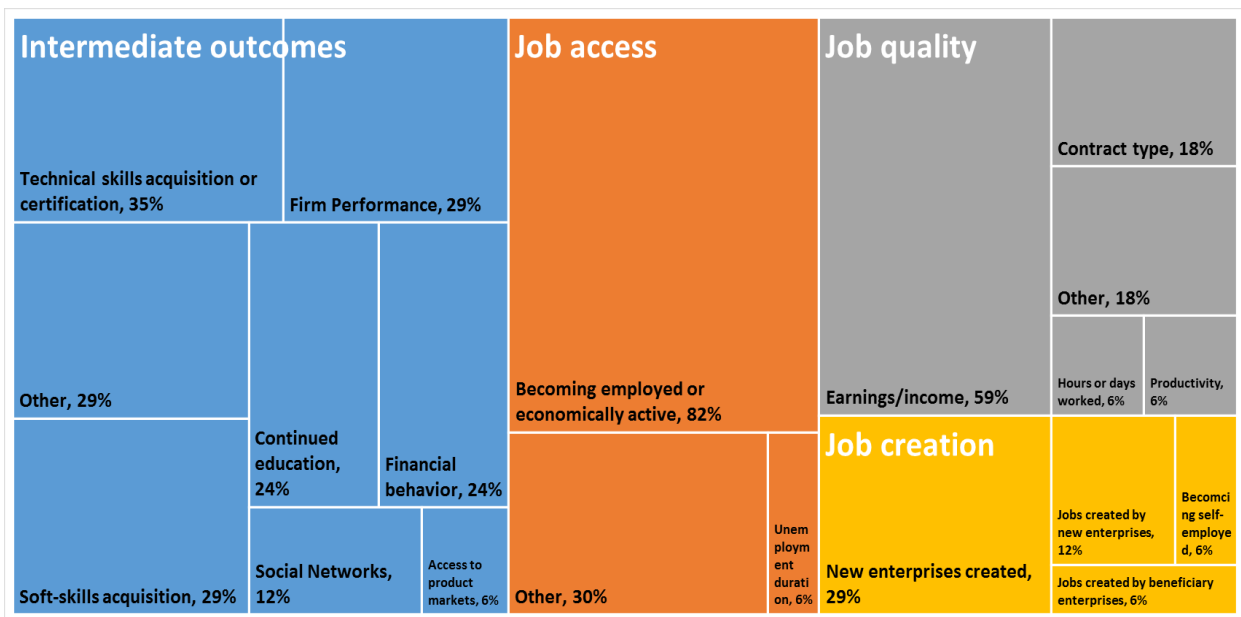 Intermediate outcomes
Technical skills acquisition or
certification, 35%
Firm Performance, 29%
Other, 29%
Continued
education,
24%
Financial
behavior, 24%
Soft-skills acquisition, 29%
Social Networks,
12%
Access to
product
markets, 6%
Job access
Becoming employed or
economically active, 82%
Other, 30%
Unem
ploym
ent
durati
on, 6%
Job quality
Earnings/income, 59%
Contract type, 18%
Other, 18%
Hours or days
worked, 6%
Productivity,
6%
Job creation
New enterprises created,
29%
Jobs created by
new enterprises,
12%
Becomci
ng self-
employe
d, 6%
Jobs created by beneficiary
enterprises, 6%